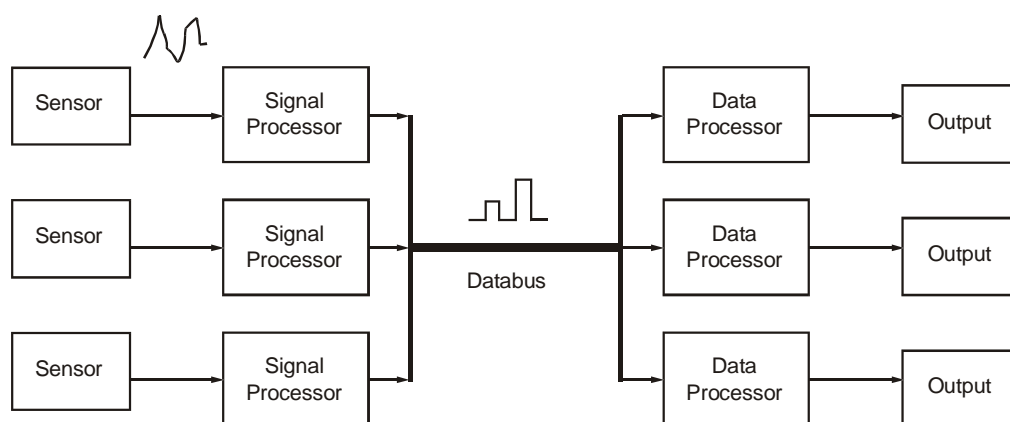 Sensor
Signal
Processor
Data
Processor
Output
Sensor
Signal
Processor
Data
Processor
Output
Databus
Sensor
Signal
Processor
Data
Processor
Output